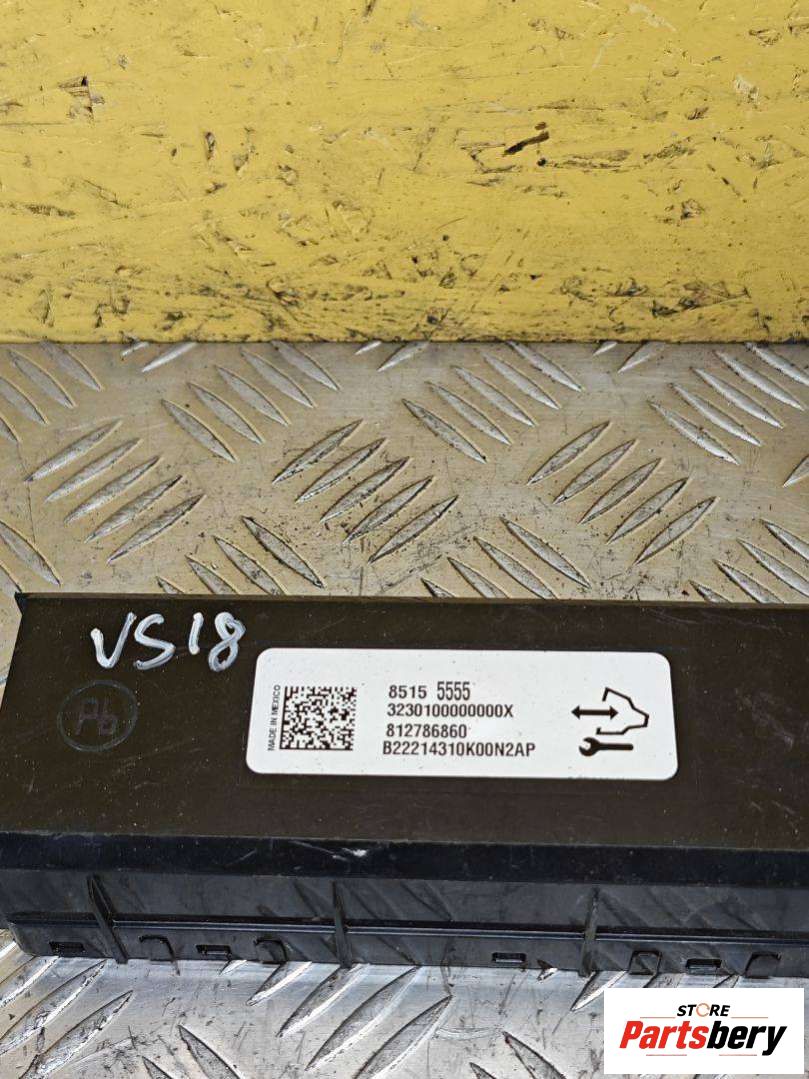 VS18
Pb
MADE IN MEXICO
8515 5555
3230100000000X
812786860
B22214310K00N2AP
STORE
Partsbery